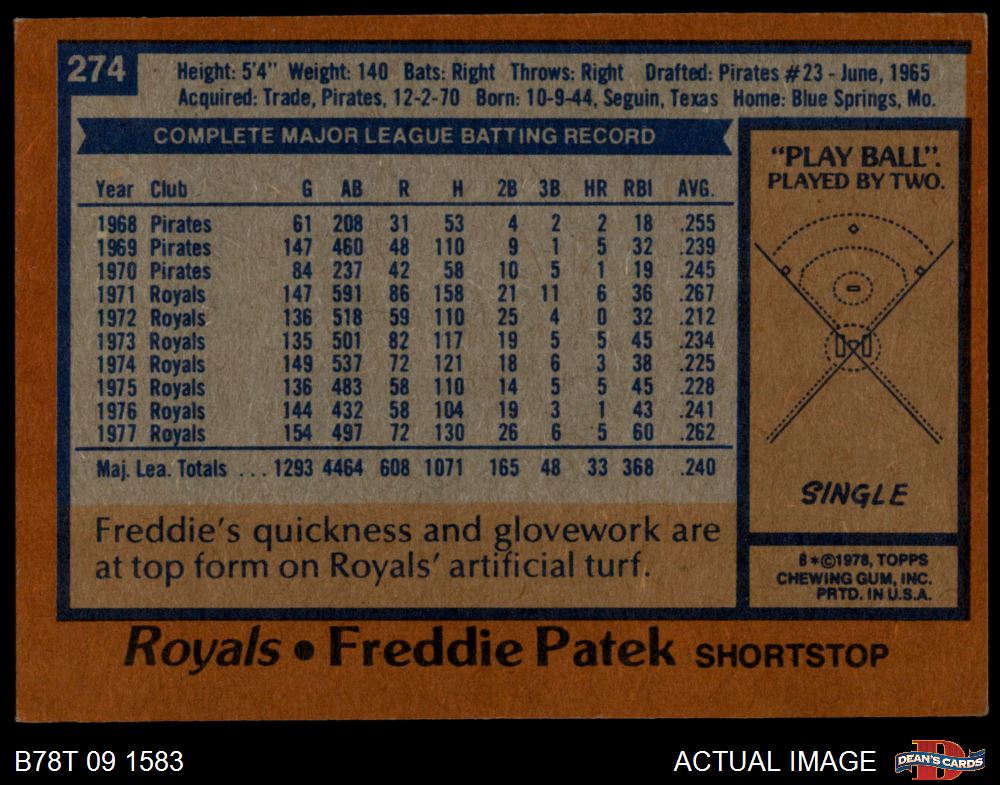 274
Height: 5'4" Weight: 140 Bats: Right Throws: Right Drafted: Pirates #23 - June, 1965
Acquired: Trade, Pirates, 12-2-70 Born: 10-9-44, Seguin, Texas Home: Blue Springs, Mo.
COMPLETE MAJOR LEAGUE BATTING RECORD
Year Club G AB R H 2B 3B HR RBI AVG.
1968 Pirates 61 208 31 53 4 2 2 18 .255
1969 Pirates 147 460 48 110 9 1 5 32 .239
1970 Pirates 84 237 42 58 10 5 1 19 .245
1971 Royals 147 591 86 158 21 11 6 36 .267
1972 Royals 136 518 59 110 25 4 0 32 .212
1973 Royals 135 501 82 117 19 5 5 45 .234
1974 Royals 149 537 72 121 18 6 3 38 .225
1975 Royals 136 483 58 110 14 5 5 45 .228
1976 Royals 144 432 58 104 19 3 1 43 .241
1977 Royals 154 497 72 130 26 6 5 60 .262
Maj. Lea. Totals ... 1293 4464 608 1071 165 48 33 368 .240
Freddie's quickness and glovework are
at top form on Royals' artificial turf.
"PLAY BALL".
PLAYED BY TWO.
SINGLE
B*©1978, TOPPS
CHEWING GUM, INC.
PRTD. IN U.S.A.
Royals • Freddie Patek SHORTSTOP
B78T 09 1583
ACTUAL IMAGE
D
DEAN'S CARDS